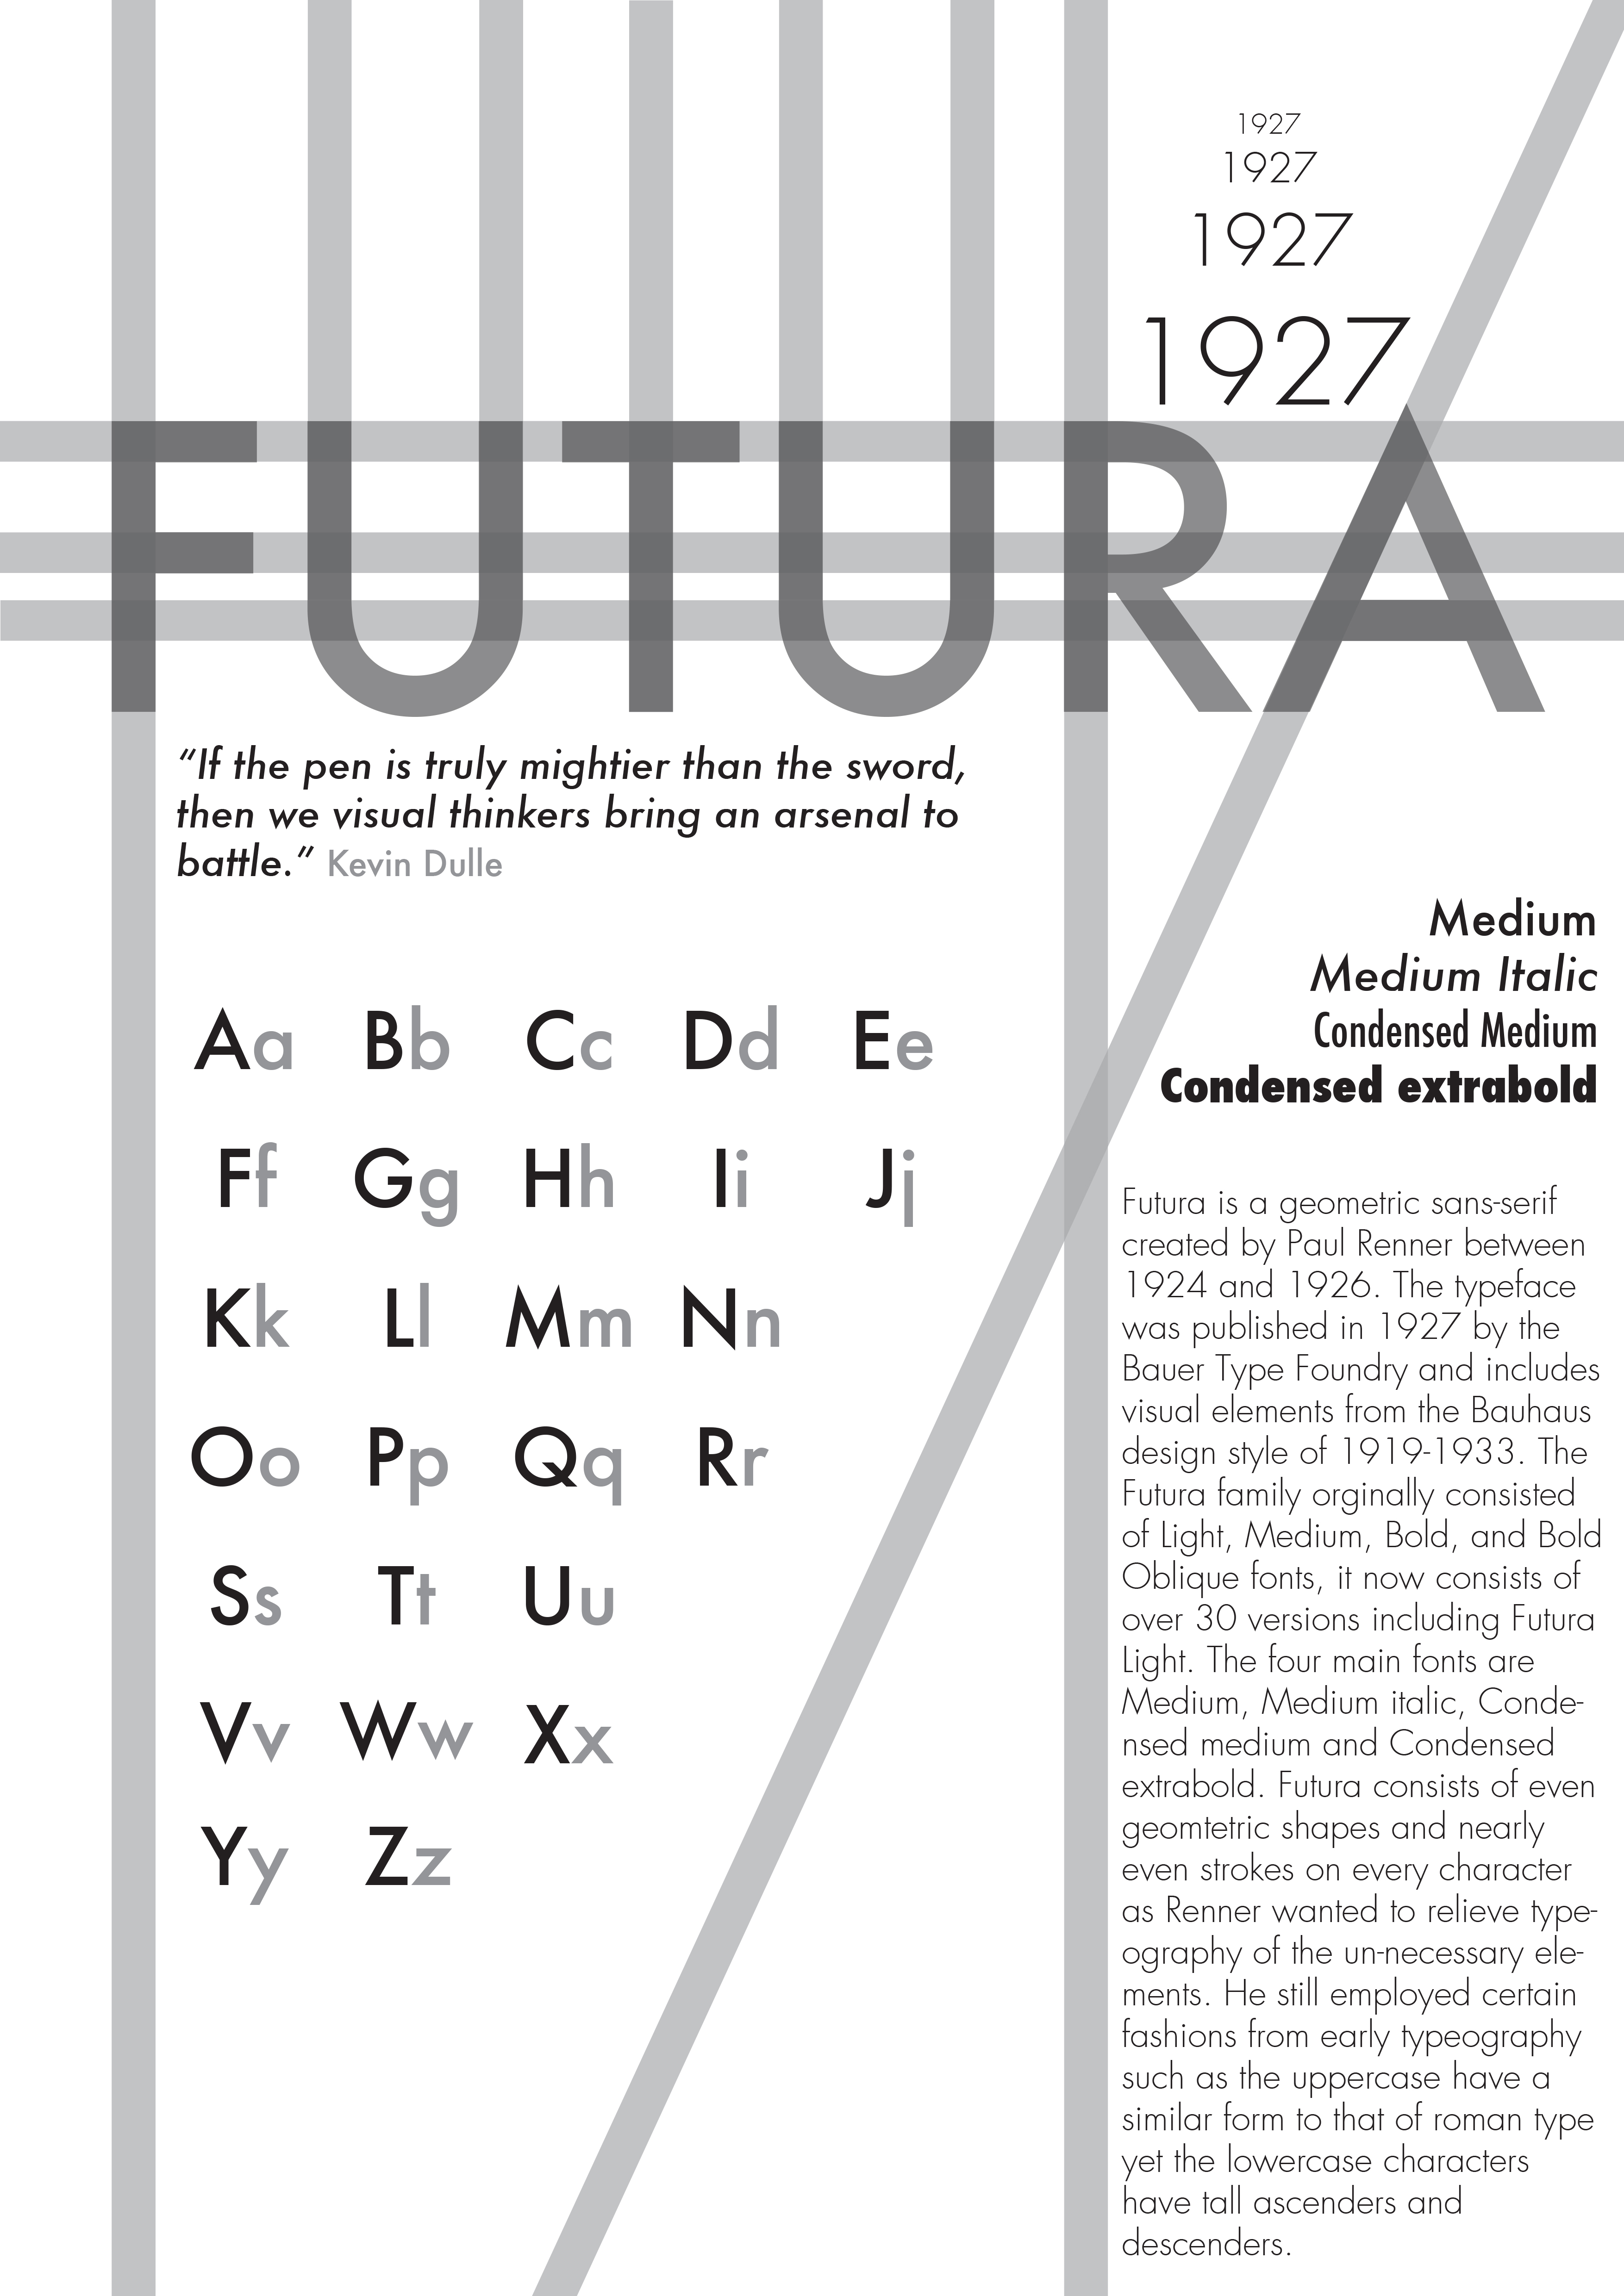 1927
1927
1927
1927
FUTURA
“If the pen is truly mightier than the sword,
then we visual thinkers bring an arsenal to
battle.” Kevin Dulle
Medium
Medium Italic
Condensed Medium
Condensed extrabold
Aa Bb Cc Dd Ee
Ff Gg Hh Ii Jj
Kk Ll Mm Nn
Oo Pp Qq Rr
Ss Tt Uu
Vv Ww Xx
Yy Zz
Futura is a geometric sans-serif
created by Paul Renner between
1924 and 1926. The typeface
was published in 1927 by the
Bauer Type Foundry and includes
visual elements from the Bauhaus
design style of 1919-1933. The
Futura family orginally consisted
of Light, Medium, Bold, and Bold
Oblique fonts, it now consists of
over 30 versions including Futura
Light. The four main fonts are
Medium, Medium italic, Conde-
nsed medium and Condensed
extrabold. Futura consists of even
geomtetric shapes and nearly
even strokes on every character
as Renner wanted to relieve type-
ography of the un-necessary ele-
ments. He still employed certain
fashions from early typeography
such as the uppercase have a
similar form to that of roman type
yet the lowercase characters
have tall ascenders and
descenders.